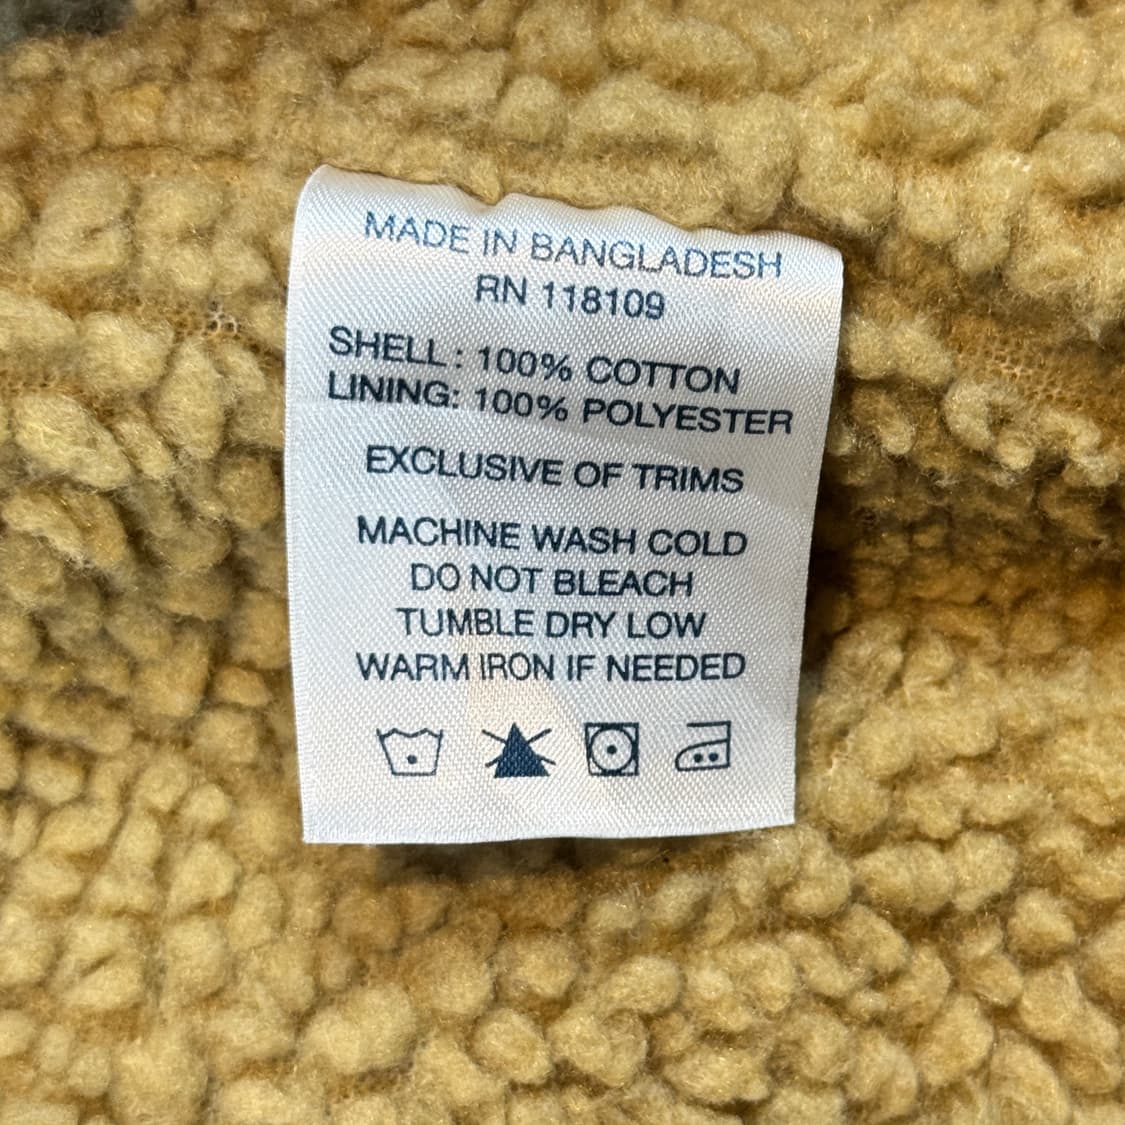 MADE IN BANGLADESH
RN 118109
SHELL: 100% COTTON
LINING: 100% POLYESTER
EXCLUSIVE OF TRIMS
MACHINE WASH COLD
DO NOT BLEACH
TUMBLE DRY LOW
WARM IRON IF NEEDED